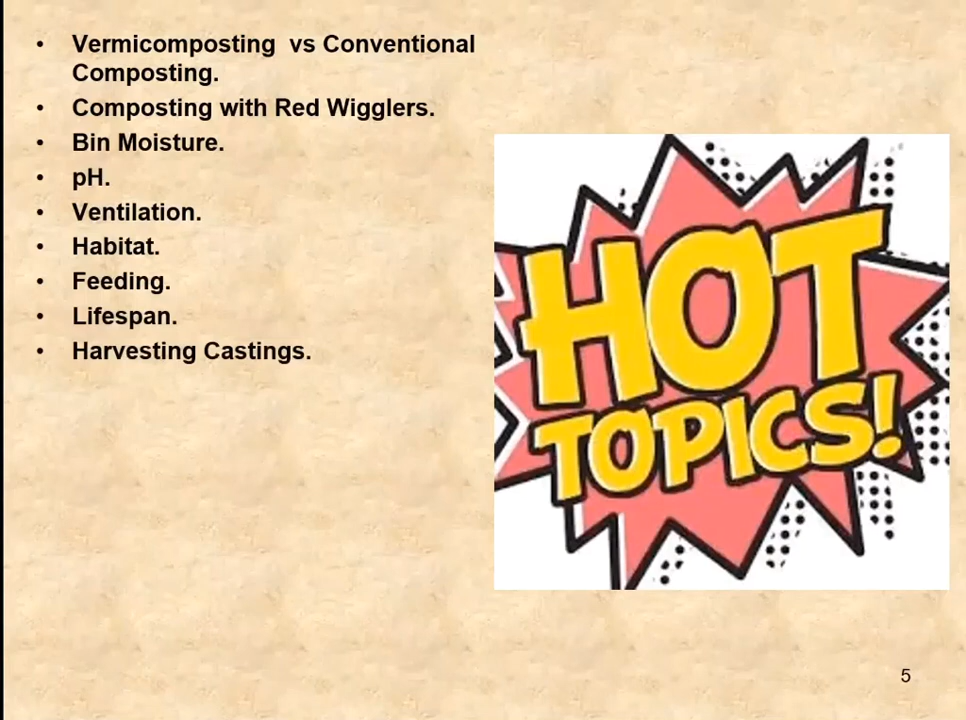 • Vermicomposting  vs Conventional
Composting.
• Composting with Red Wigglers.
• Bin Moisture.
• pH.
• Ventilation.
• Habitat.
• Feeding.
• Lifespan.
• Harvesting Castings.
HOT
TOPICS!
5